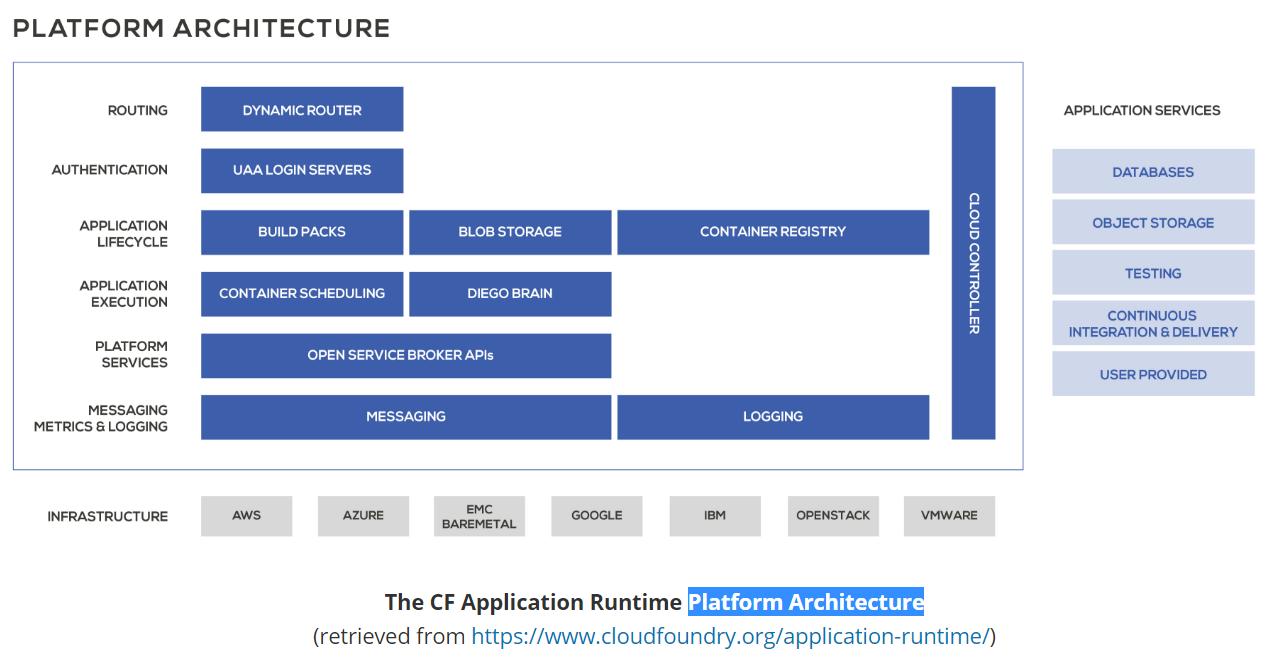 PLATFORM ARCHITECTURE
ROUTING
DYNAMIC ROUTER
AUTHENTICATION
UAA LOGIN SERVERS
APPLICATION
LIFECYCLE
BUILD PACKS
BLOB STORAGE
CONTAINER REGISTRY
APPLICATION
EXECUTION
CONTAINER SCHEDULING
DIEGO BRAIN
PLATFORM
SERVICES
OPEN SERVICE BROKER APIs
MESSAGING
METRICS & LOGGING
MESSAGING
LOGGING
CLOUD CONTROLLER
APPLICATION SERVICES
DATABASES
OBJECT STORAGE
TESTING
CONTINUOUS
INTEGRATION & DELIVERY
USER PROVIDED
INFRASTRUCTURE
AWS
AZURE
EMC
BAREMETAL
GOOGLE
IBM
OPENSTACK
VMWARE
The CF Application Runtime Platform Architecture
(retrieved from https://www.cloudfoundry.org/application-runtime/)